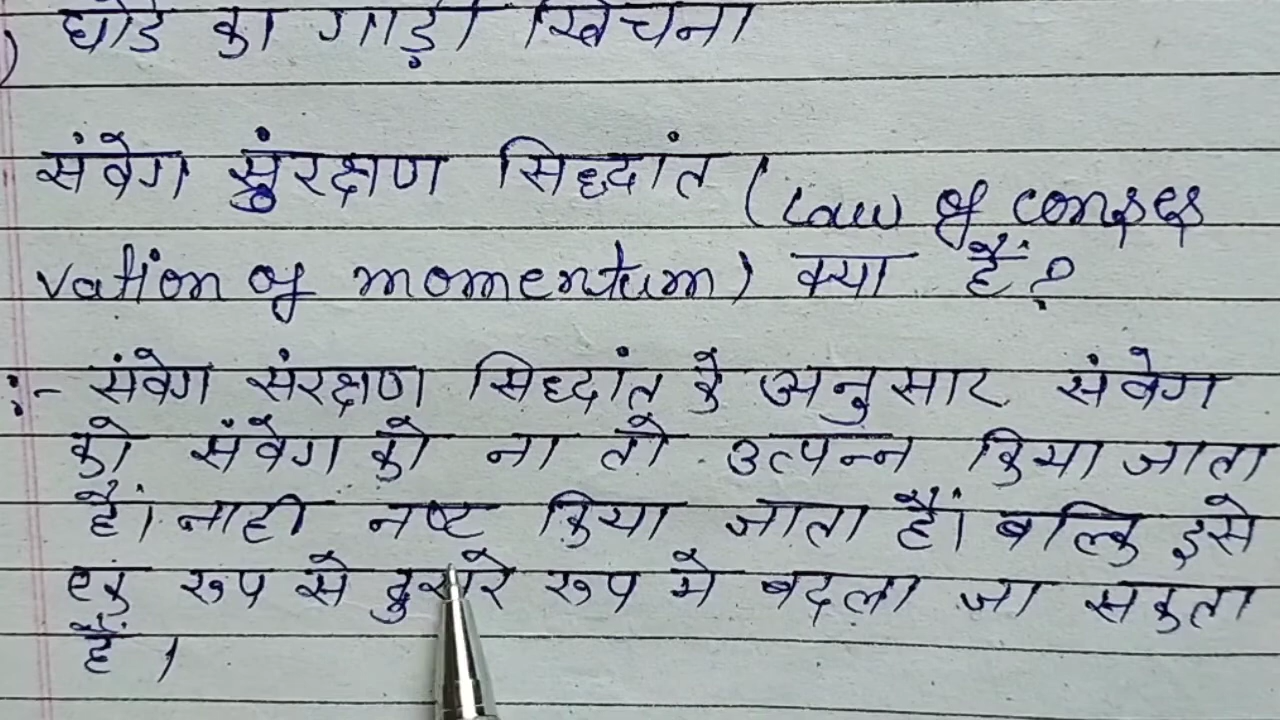 ) घोडे का गाड़ी खिचना
संवेग सुंरक्षण सिध्दांत (Law of conser
vation of momentum) क्या हैं?
:- संवेग संरक्षण सिध्दांत के अनुसार संवेग
को संवेग को ना तो उत्पन्न किया जाता
हैं। नाही नष्ट किया जाता हैं। बल्कि इसे
एक रूप से दुसरे रूप मे बदला जा सकता
हैं।